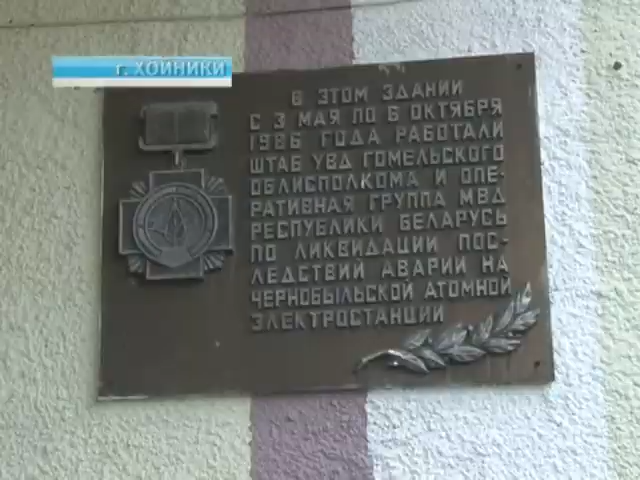 г. ХОЙНИКИ
В ЭТОМ ЗДАНИИ
С 3 МАЯ ПО 6 ОКТЯБРЯ
1986 ГОДА РАБОТАЛИ
ШТАБ УВД ГОМЕЛЬСКОГО
ОБЛИСПОЛКОМА И ОПЕ-
РАТИВНАЯ ГРУППА МВД
РЕСПУБЛИКИ БЕЛАРУСЬ
ПО ЛИКВИДАЦИИ ПОС-
ЛЕДСТВИЙ АВАРИИ НА
ЧЕРНОБЫЛЬСКОЙ АТОМНОЙ
ЭЛЕКТРОСТАНЦИИ